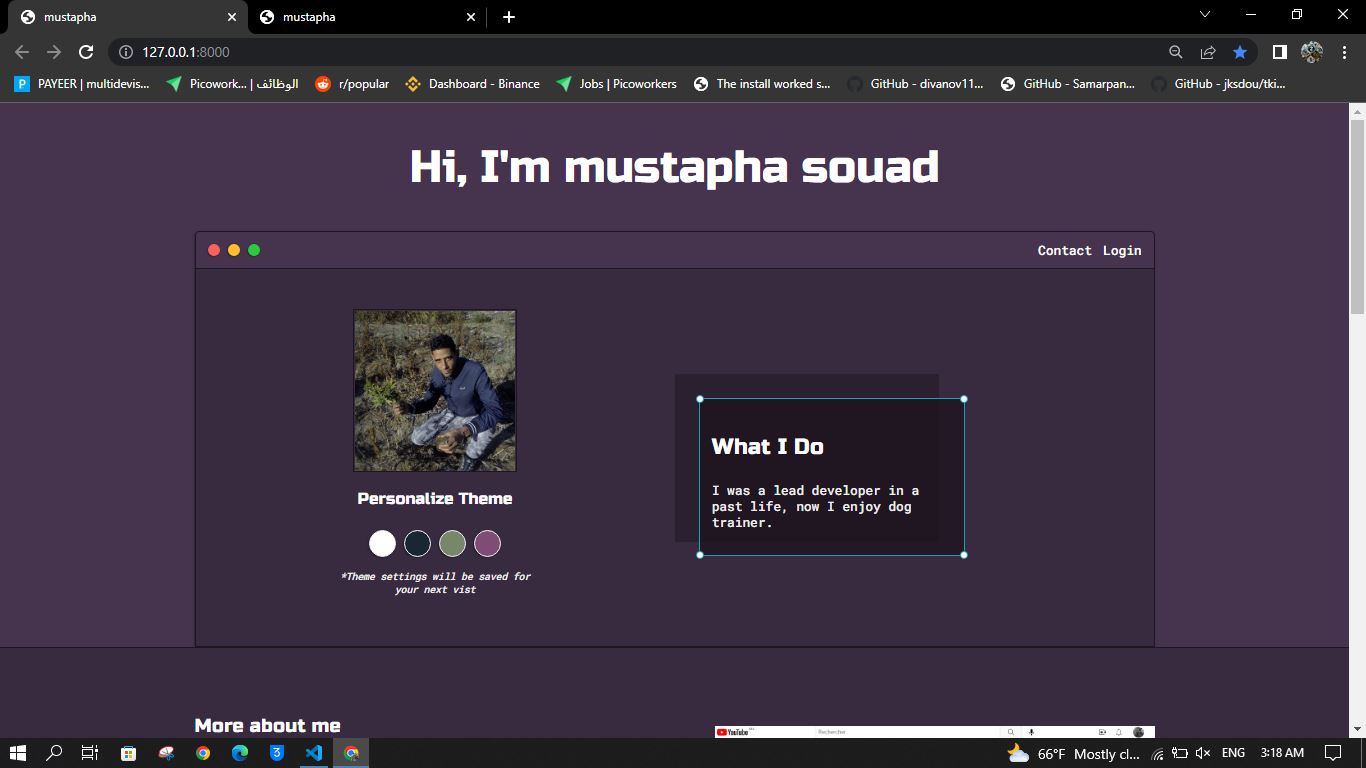 mustapha
mustapha
127.0.0.1:8000
PAYEER | multidevis...
Picowork... | الوظائف
r/popular
Dashboard - Binance
Jobs | Picoworkers
The install worked s...
GitHub - divanov11...
GitHub - Samarpan...
GitHub - jksdou/tki...
Hi, I'm mustapha souad
Contact Login
What I Do
I was a lead developer in a
past life, now I enjoy dog
trainer.
Personalize Theme
*Theme settings will be saved for
your next vist
More about me
YouTube
Rechercher
66°F Mostly cl...
ENG
3:18 AM